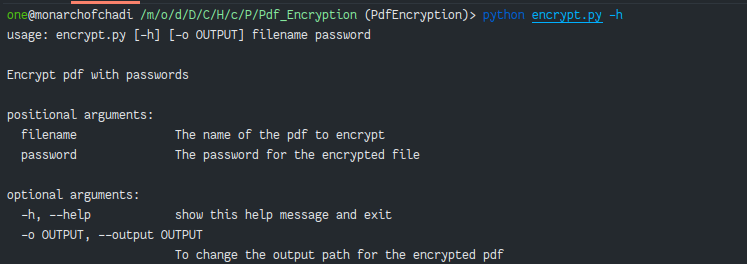 one@monarchofchadi /m/o/d/D/C/H/c/P/Pdf_Encryption (PdfEncryption)> python encrypt.py -h
usage: encrypt.py [-h] [-o OUTPUT] filename password

Encrypt pdf with passwords

positional arguments:
  filename              The name of the pdf to encrypt
  password              The password for the encrypted file

optional arguments:
  -h, --help            show this help message and exit
  -o OUTPUT, --output OUTPUT
                        To change the output path for the encrypted pdf